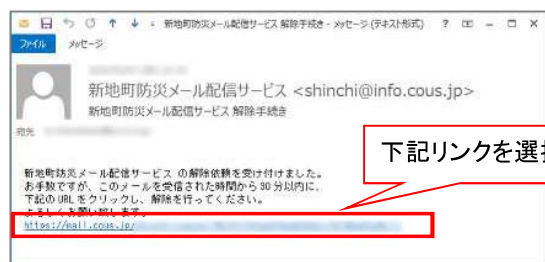 新地町防災メール配信サービス 解除手続き - メッセージ (テキスト形式)
ファイル メッセージ
新地町防災メール配信サービス <shinchi@info.cous.jp>
新地町防災メール配信サービス 解除手続き
宛先
下記リンクを選択
新地町防災メール配信サービス の解除依頼を受け付けました。
お手数ですが、このメールを受信された時間から 30 分以内に、
下記の URL をクリックし、解除を行ってください。
よろしくお願い致します。
https://mail.cous.jp/